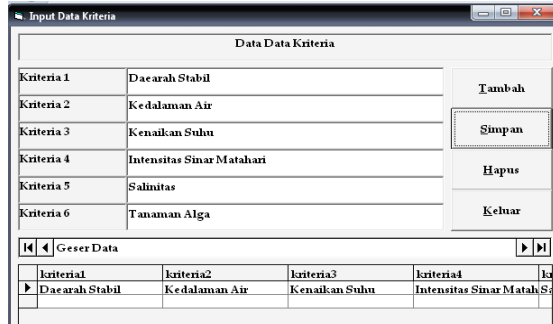 Input Data Kriteria
Data Data Kriteria
Kriteria 1 Daearah Stabil
Tambah
Kriteria 2 Kedalaman Air
Kriteria 3 Kenaikan Suhu
Simpan
Kriteria 4 Intensitas Sinar Matahari
Hapus
Kriteria 5 Salinitas
Kriteria 6 Tanaman Alga
Keluar
Geser Data
kriteria1 kriteria2 kriteria3 kriteria4
Daearah Stabil Kedalaman Air Kenaikan Suhu Intensitas Sinar Matah